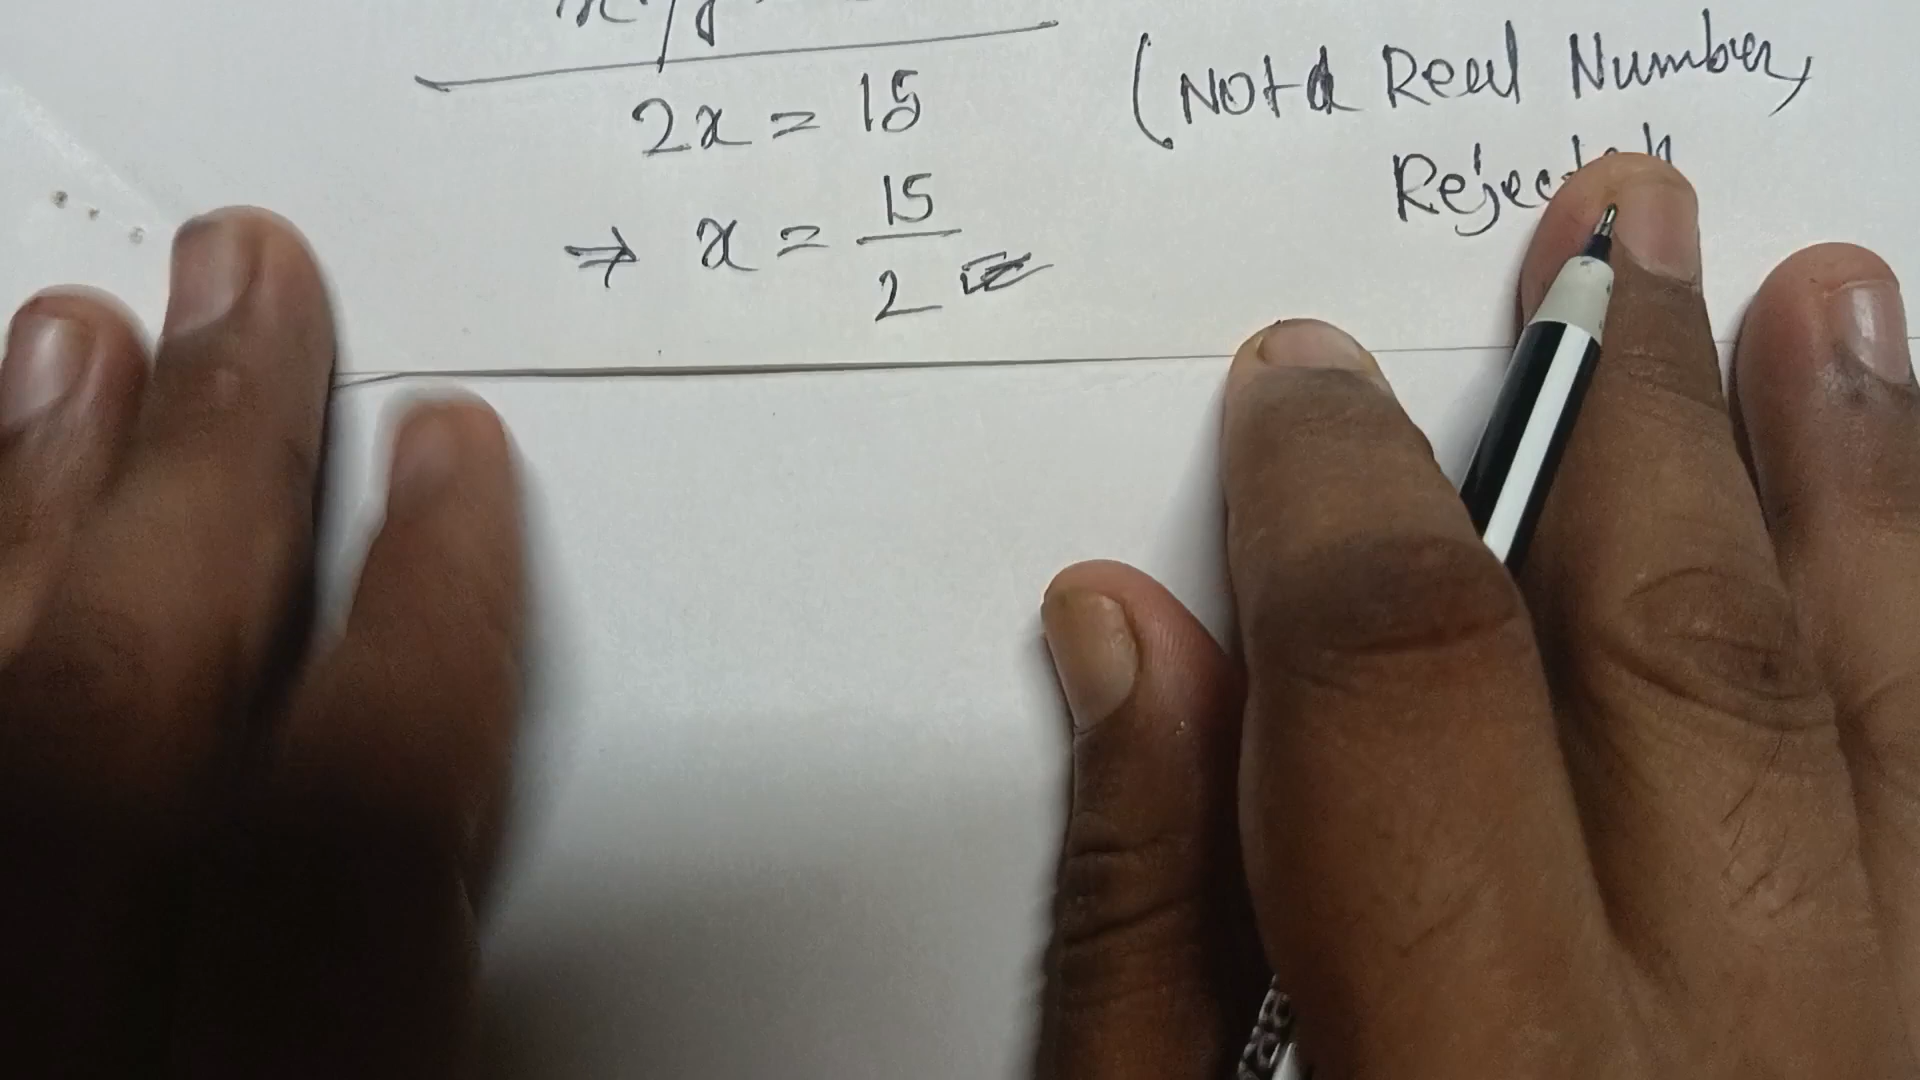 2x = 15
⇒ x = 15/2
(Not a Real Number,